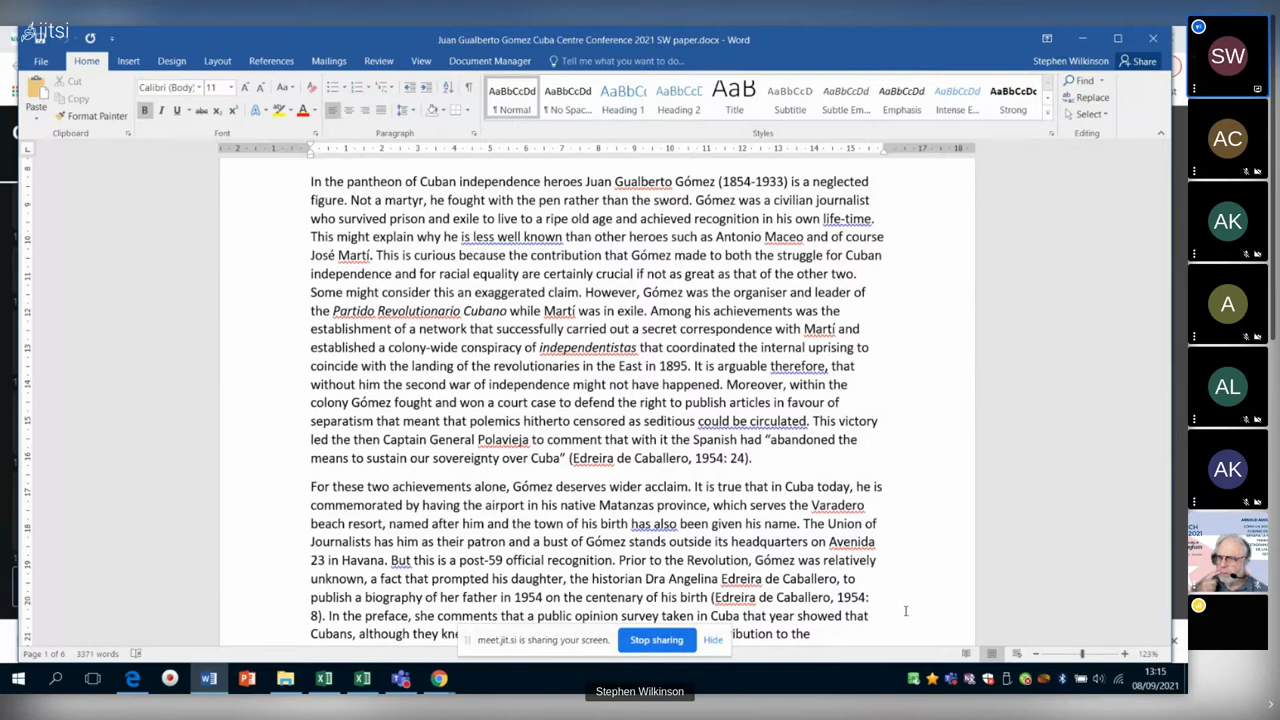 jitsi
Juan Gualberto Gomez Cuba Centre Conference 2021 SW paper.docx - Word
File Home Insert Design Layout References Mailings Review View Document Manager Tell me what you want to do... Stephen Wilkinson Share
Paste
Cut
Copy
Format Painter
Clipboard
Calibri (Body) 11
Font
Paragraph
AaBbCcDd AaBbCcDd AaBbCc AaBbCcC AaB AaBbCcD AaBbCcDd AaBbCcDd AaBbCcDd AaBbCcDc
¶ Normal ¶ No Spac... Heading 1 Heading 2 Title Subtitle Subtle Em... Emphasis Intense E... Strong
Styles
Find
Replace
Select
Editing
In the pantheon of Cuban independence heroes Juan Gualberto Gómez (1854-1933) is a neglected
figure. Not a martyr, he fought with the pen rather than the sword. Gómez was a civilian journalist
who survived prison and exile to live to a ripe old age and achieved recognition in his own life-time.
This might explain why he is less well known than other heroes such as Antonio Maceo and of course
José Martí. This is curious because the contribution that Gómez made to both the struggle for Cuban
independence and for racial equality are certainly crucial if not as great as that of the other two.
Some might consider this an exaggerated claim. However, Gómez was the organiser and leader of
the Partido Revolutionario Cubano while Martí was in exile. Among his achievements was the
establishment of a network that successfully carried out a secret correspondence with Martí and
established a colony-wide conspiracy of independentistas that coordinated the internal uprising to
coincide with the landing of the revolutionaries in the East in 1895. It is arguable therefore, that
without him the second war of independence might not have happened. Moreover, within the
colony Gómez fought and won a court case to defend the right to publish articles in favour of
separatism that meant that polemics hitherto censored as seditious could be circulated. This victory
led the then Captain General Polavieja to comment that with it the Spanish had “abandoned the
means to sustain our sovereignty over Cuba” (Edreira de Caballero, 1954: 24).
For these two achievements alone, Gómez deserves wider acclaim. It is true that in Cuba today, he is
commemorated by having the airport in his native Matanzas province, which serves the Varadero
beach resort, named after him and the town of his birth has also been given his name. The Union of
Journalists has him as their patron and a bust of Gómez stands outside its headquarters on Avenida
23 in Havana. But this is a post-59 official recognition. Prior to the Revolution, Gómez was relatively
unknown, a fact that prompted his daughter, the historian Dra Angelina Edreira de Caballero, to
publish a biography of her father in 1954 on the centenary of his birth (Edreira de Caballero, 1954:
8). In the preface, she comments that a public opinion survey taken in Cuba that year showed that
Cubans, although they kne
ribution to the
meet.jit.si is sharing your screen. Stop sharing Hide
Page 1 of 6 3371 words
123%
13:15
08/09/2021
Stephen Wilkinson
SW
AC
AK
A
AL
AK